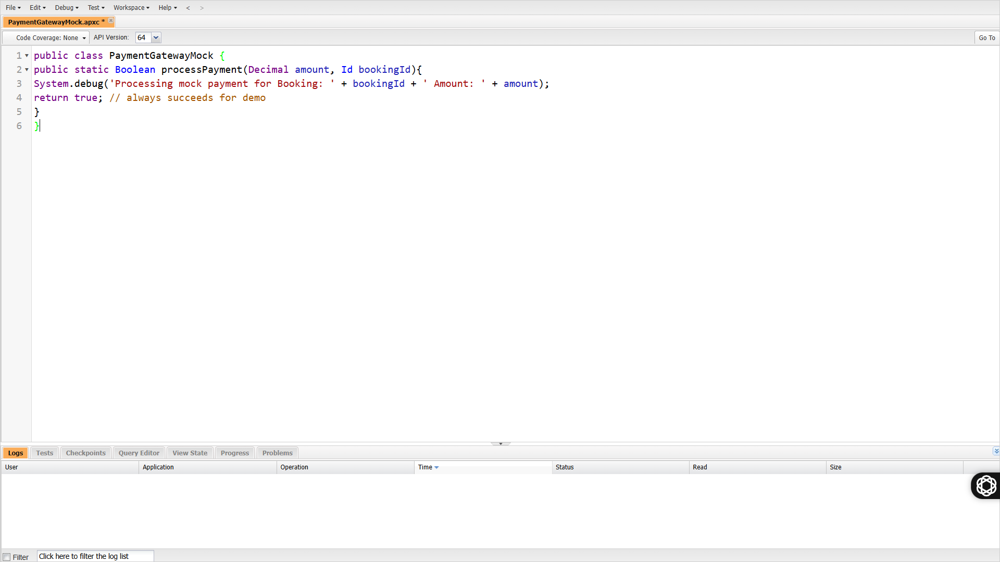 File Edit Debug Test Workspace Help < >
PaymentGatewayMock.apxc *
Code Coverage: None API Version: 64 Go To
1 public class PaymentGatewayMock {
2 public static Boolean processPayment(Decimal amount, Id bookingId){
3 System.debug('Processing mock payment for Booking: ' + bookingId + ' Amount: ' + amount);
4 return true; // always succeeds for demo
5 }
6 }
Logs Tests Checkpoints Query Editor View State Progress Problems
User Application Operation Time Status Read Size
Filter Click here to filter the log list